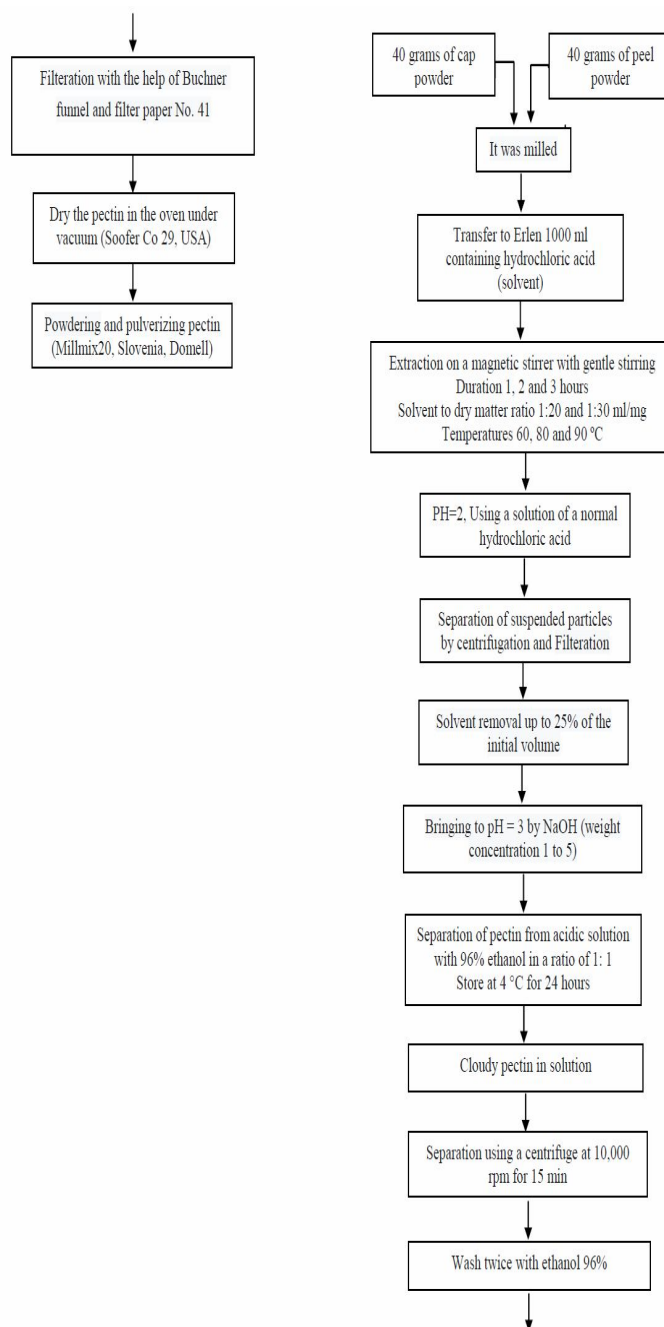 Filteration with the help of Buchner
funnel and filter paper No. 41
Dry the pectin in the oven under
vacuum (Soofer Co 29, USA)
Powdering and pulverizing pectin
(Millmix20, Slovenia, Domell)
40 grams of cap
powder
40 grams of peel
powder
It was milled
Transfer to Erlen 1000 ml
containing hydrochloric acid
(solvent)
Extraction on a magnetic stirrer with gentle stirring
Duration 1, 2 and 3 hours
Solvent to dry matter ratio 1:20 and 1:30 ml/mg
Temperatures 60, 80 and 90 ºC
PH=2, Using a solution of a normal
hydrochloric acid
Separation of suspended particles
by centrifugation and Filteration
Solvent removal up to 25% of the
initial volume
Bringing to pH = 3 by NaOH (weight
concentration 1 to 5)
Separation of pectin from acidic solution
with 96% ethanol in a ratio of 1: 1
Store at 4 °C for 24 hours
Cloudy pectin in solution
Separation using a centrifuge at 10,000
rpm for 15 min
Wash twice with ethanol 96%